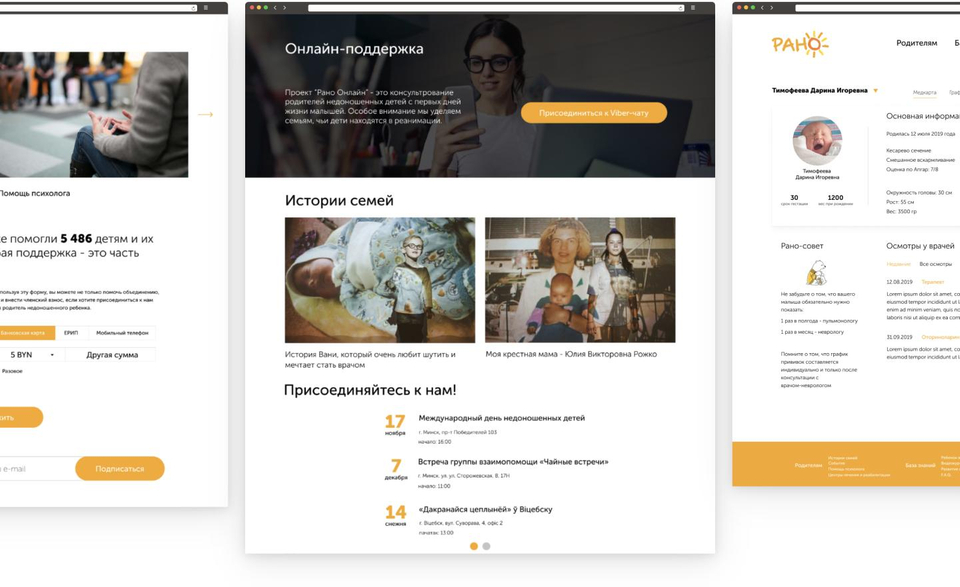 Помощь психолога
помогли 5 486 детям и их
поддержка - это часть
используя эту форму, вы можете не только помочь объединению,
и внести членский взнос, если хотите присоединиться к нам
родитель недоношенного ребенка.
Банковская карта
ЕРИП
Мобильный телефон
5 BYN
Другая сумма
Разовое
e-mail
Подписаться
Онлайн-поддержка
Проект "Рано Онлайн" - это консультирование
родителей недоношенных детей с первых дней
жизни малышей. Особое внимание мы уделяем
семьям, чьи дети находятся в реанимации.
Присоединиться к Viber-чату
Истории семей
История Вани, который очень любит шутить и
мечтает стать врачом
Моя крестная мама - Юлия Викторовна Рожко
Присоединяйтесь к нам!
17
ноября
Международный день недоношенных детей
г. Минск, пр-т Победителей 103
начало: 16:00
7
декабря
Встреча группы взаимопомощи «Чайные встречи»
г. Минск, ул. ул. Сторожевская, 8, 17Н
начало: 11:00
14
снежня
«Дакранайся цеплынёй» ў Віцебску
г. Віцебск, вул. Суворава, 4, офіс 2
пачатак: 13:00
РАНО
Родителям
Тимофеева Дарина Игоревна
Медкарта
Тимофеева
Дарина Игоревна
30
срок гестации
1200
вес при рождении
Основная
Родилась 12 июля 2019 года
Кесарево сечение
Смешанное вскармливание
Оценка по Апгар: 7/8
Окружность головы: 30 см
Рост: 55 см
Вес: 3500 гр
Рано-совет
Не забудьте о том, что вашего
малыша обязательно нужно
показать:
1 раз в полгода - пульмонологу
1 раз в месяц - неврологу
Помните о том, что график
прививок составляется
индивидуально и только после
консультации с
врачом-неврологом
Осмотры у врачей
Недавние
Все осмотры
12.08.2019
Терапевт
Lorem ipsum dolor sit amet,
eiusmod tempor incididunt ut
enim ad minim veniam, quis
laboris nisi ut aliquip ex ea
31.09.2019
Lorem ipsum dolor sit amet,
eiusmod tempor incididunt ut
Родителям
Истории семей
События
Помощь психолога
База знаний